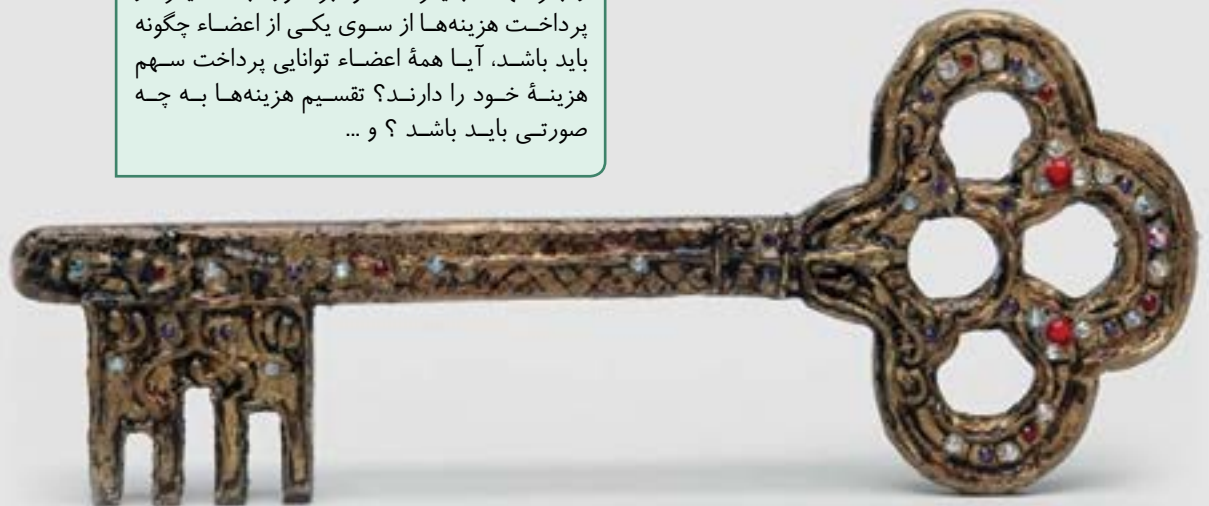 پرداخت هزینه‌ها از سوی یکی از اعضاء چگونه
باید باشد، آیا همهٔ اعضاء توانایی پرداخت سهم
هزینهٔ خود را دارند؟ تقسیم هزینه‌ها به چه
صورتی باید باشد ؟ و ...